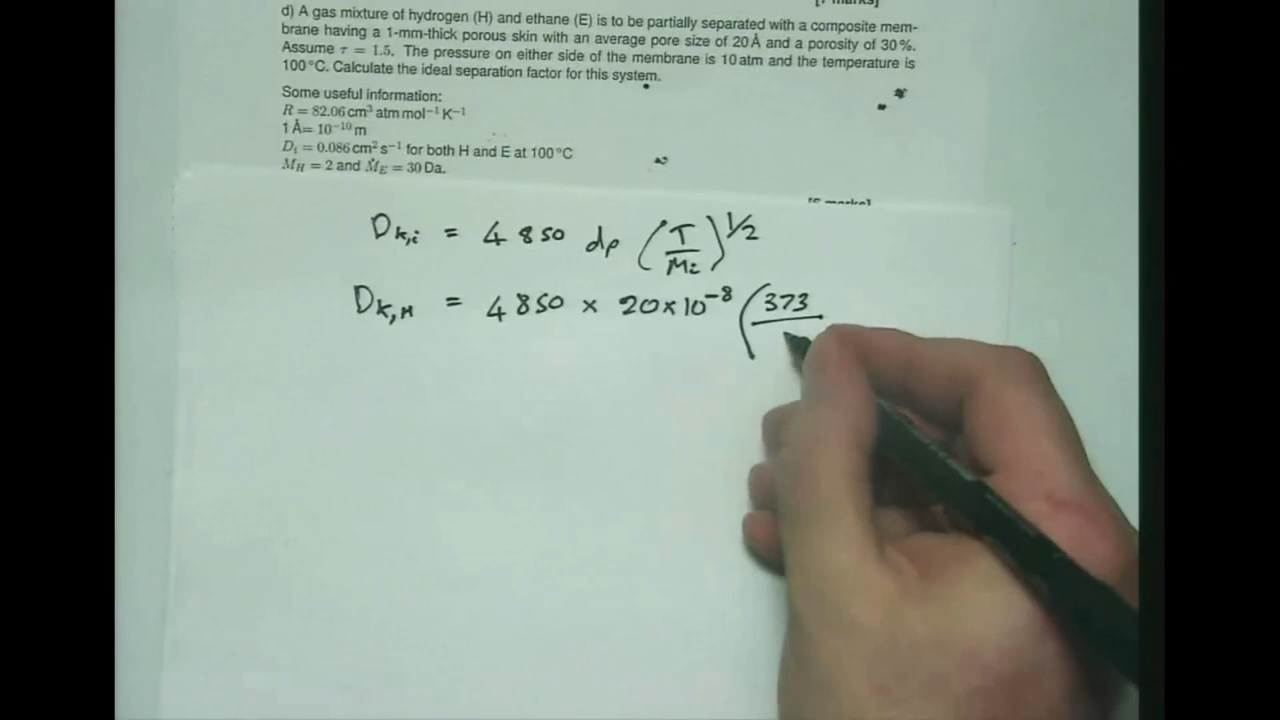 d) A gas mixture of hydrogen (H) and ethane (E) is to be partially separated with a composite mem-
brane having a 1-mm-thick porous skin with an average pore size of 20 Å and a porosity of 30%.
Assume τ = 1.5. The pressure on either side of the membrane is 10 atm and the temperature is
100°C. Calculate the ideal separation factor for this system.
Some useful information:
R = 82.06 cm³ atm mol⁻¹ K⁻¹
1 Å= 10⁻¹⁰ m
Dᵢ = 0.086 cm² s⁻¹ for both H and E at 100°C
M_H = 2 and M_E = 30 Da.
D_K,i = 4850 dp (T/Mi)^1/2
D_K,H = 4850 × 20×10⁻⁸ (373